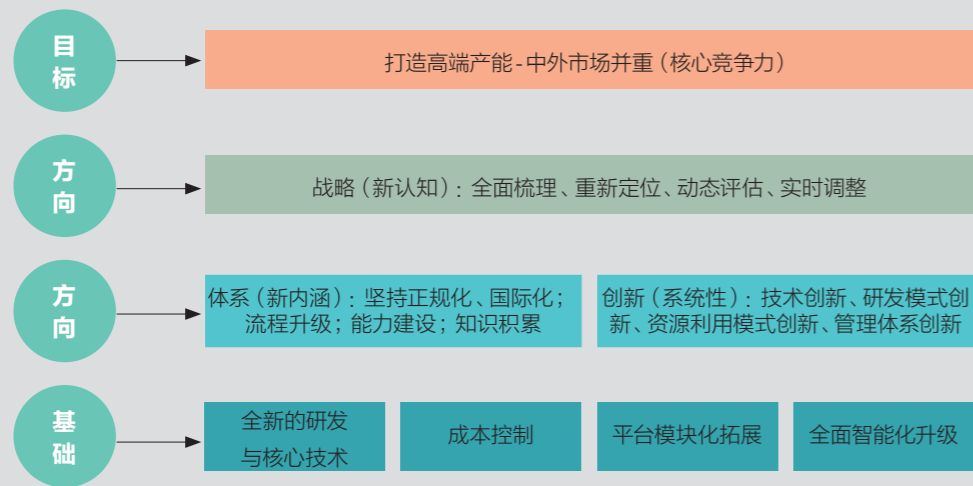 目
标
打造高端产能-中外市场并重（核心竞争力）
方
向
战略（新认知）：全面梳理、重新定位、动态评估、实时调整
方
向
体系（新内涵）：坚持正规化、国际化；
流程升级；能力建设；知识积累
创新（系统性）：技术创新、研发模式创
新、资源利用模式创新、管理体系创新
基
础
全新的研发
与核心技术
成本控制
平台模块化拓展
全面智能化升级